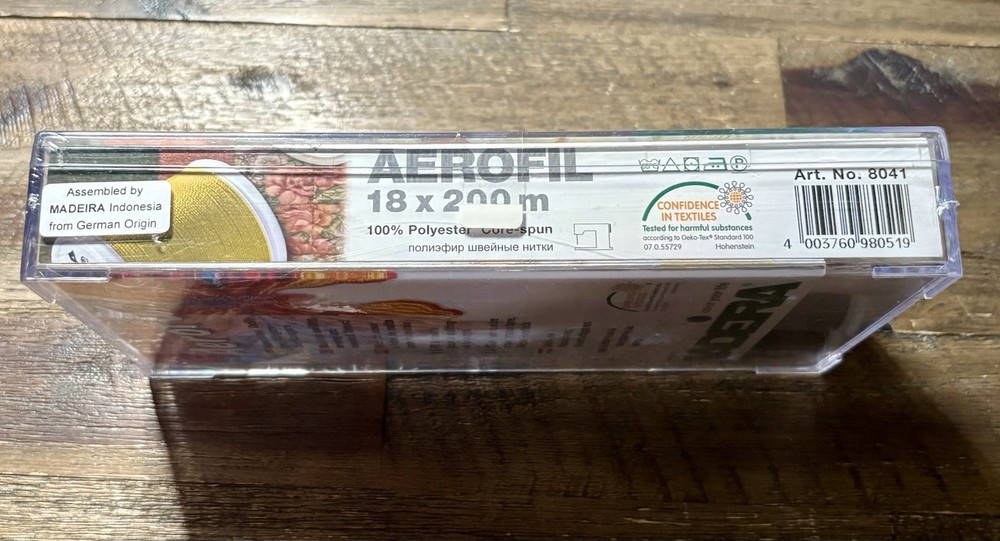 Assembled by
MADEIRA Indonesia
from German Origin
AEROFIL
18 x 200 m
100% Polyester Core-spun
полиэфир швейные нитки
CONFIDENCE
IN TEXTILES
Tested for harmful substances
according to Oeko-Tex® Standard 100
07.0.55729 Hohenstein
Art. No. 8041
4 003760 980519